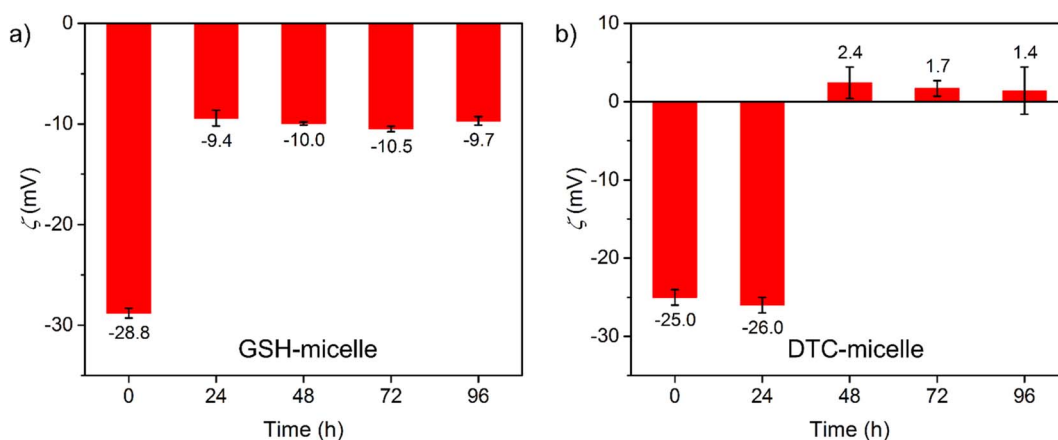 a)
0
-10
-20
-30
ζ (mV)
-28.8
-9.4
-10.0
-10.5
-9.7
GSH-micelle
0 24 48 72 96
Time (h)
b)
10
0
-10
-20
-30
ζ (mV)
-25.0
-26.0
2.4
1.7
1.4
DTC-micelle
0 24 48 72 96
Time (h)